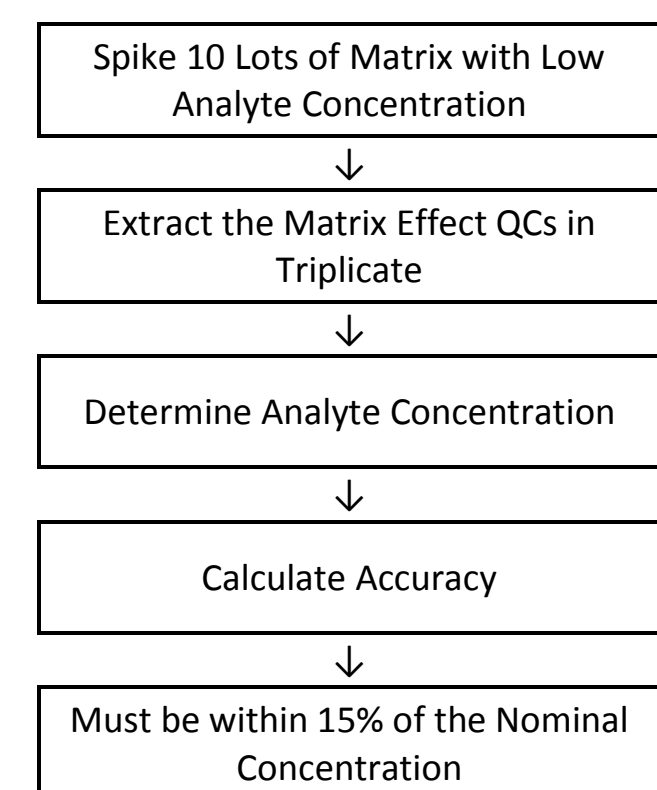 Spike 10 Lots of Matrix with Low
Analyte Concentration
↓
Extract the Matrix Effect QCs in
Triplicate
↓
Determine Analyte Concentration
↓
Calculate Accuracy
↓
Must be within 15% of the Nominal
Concentration